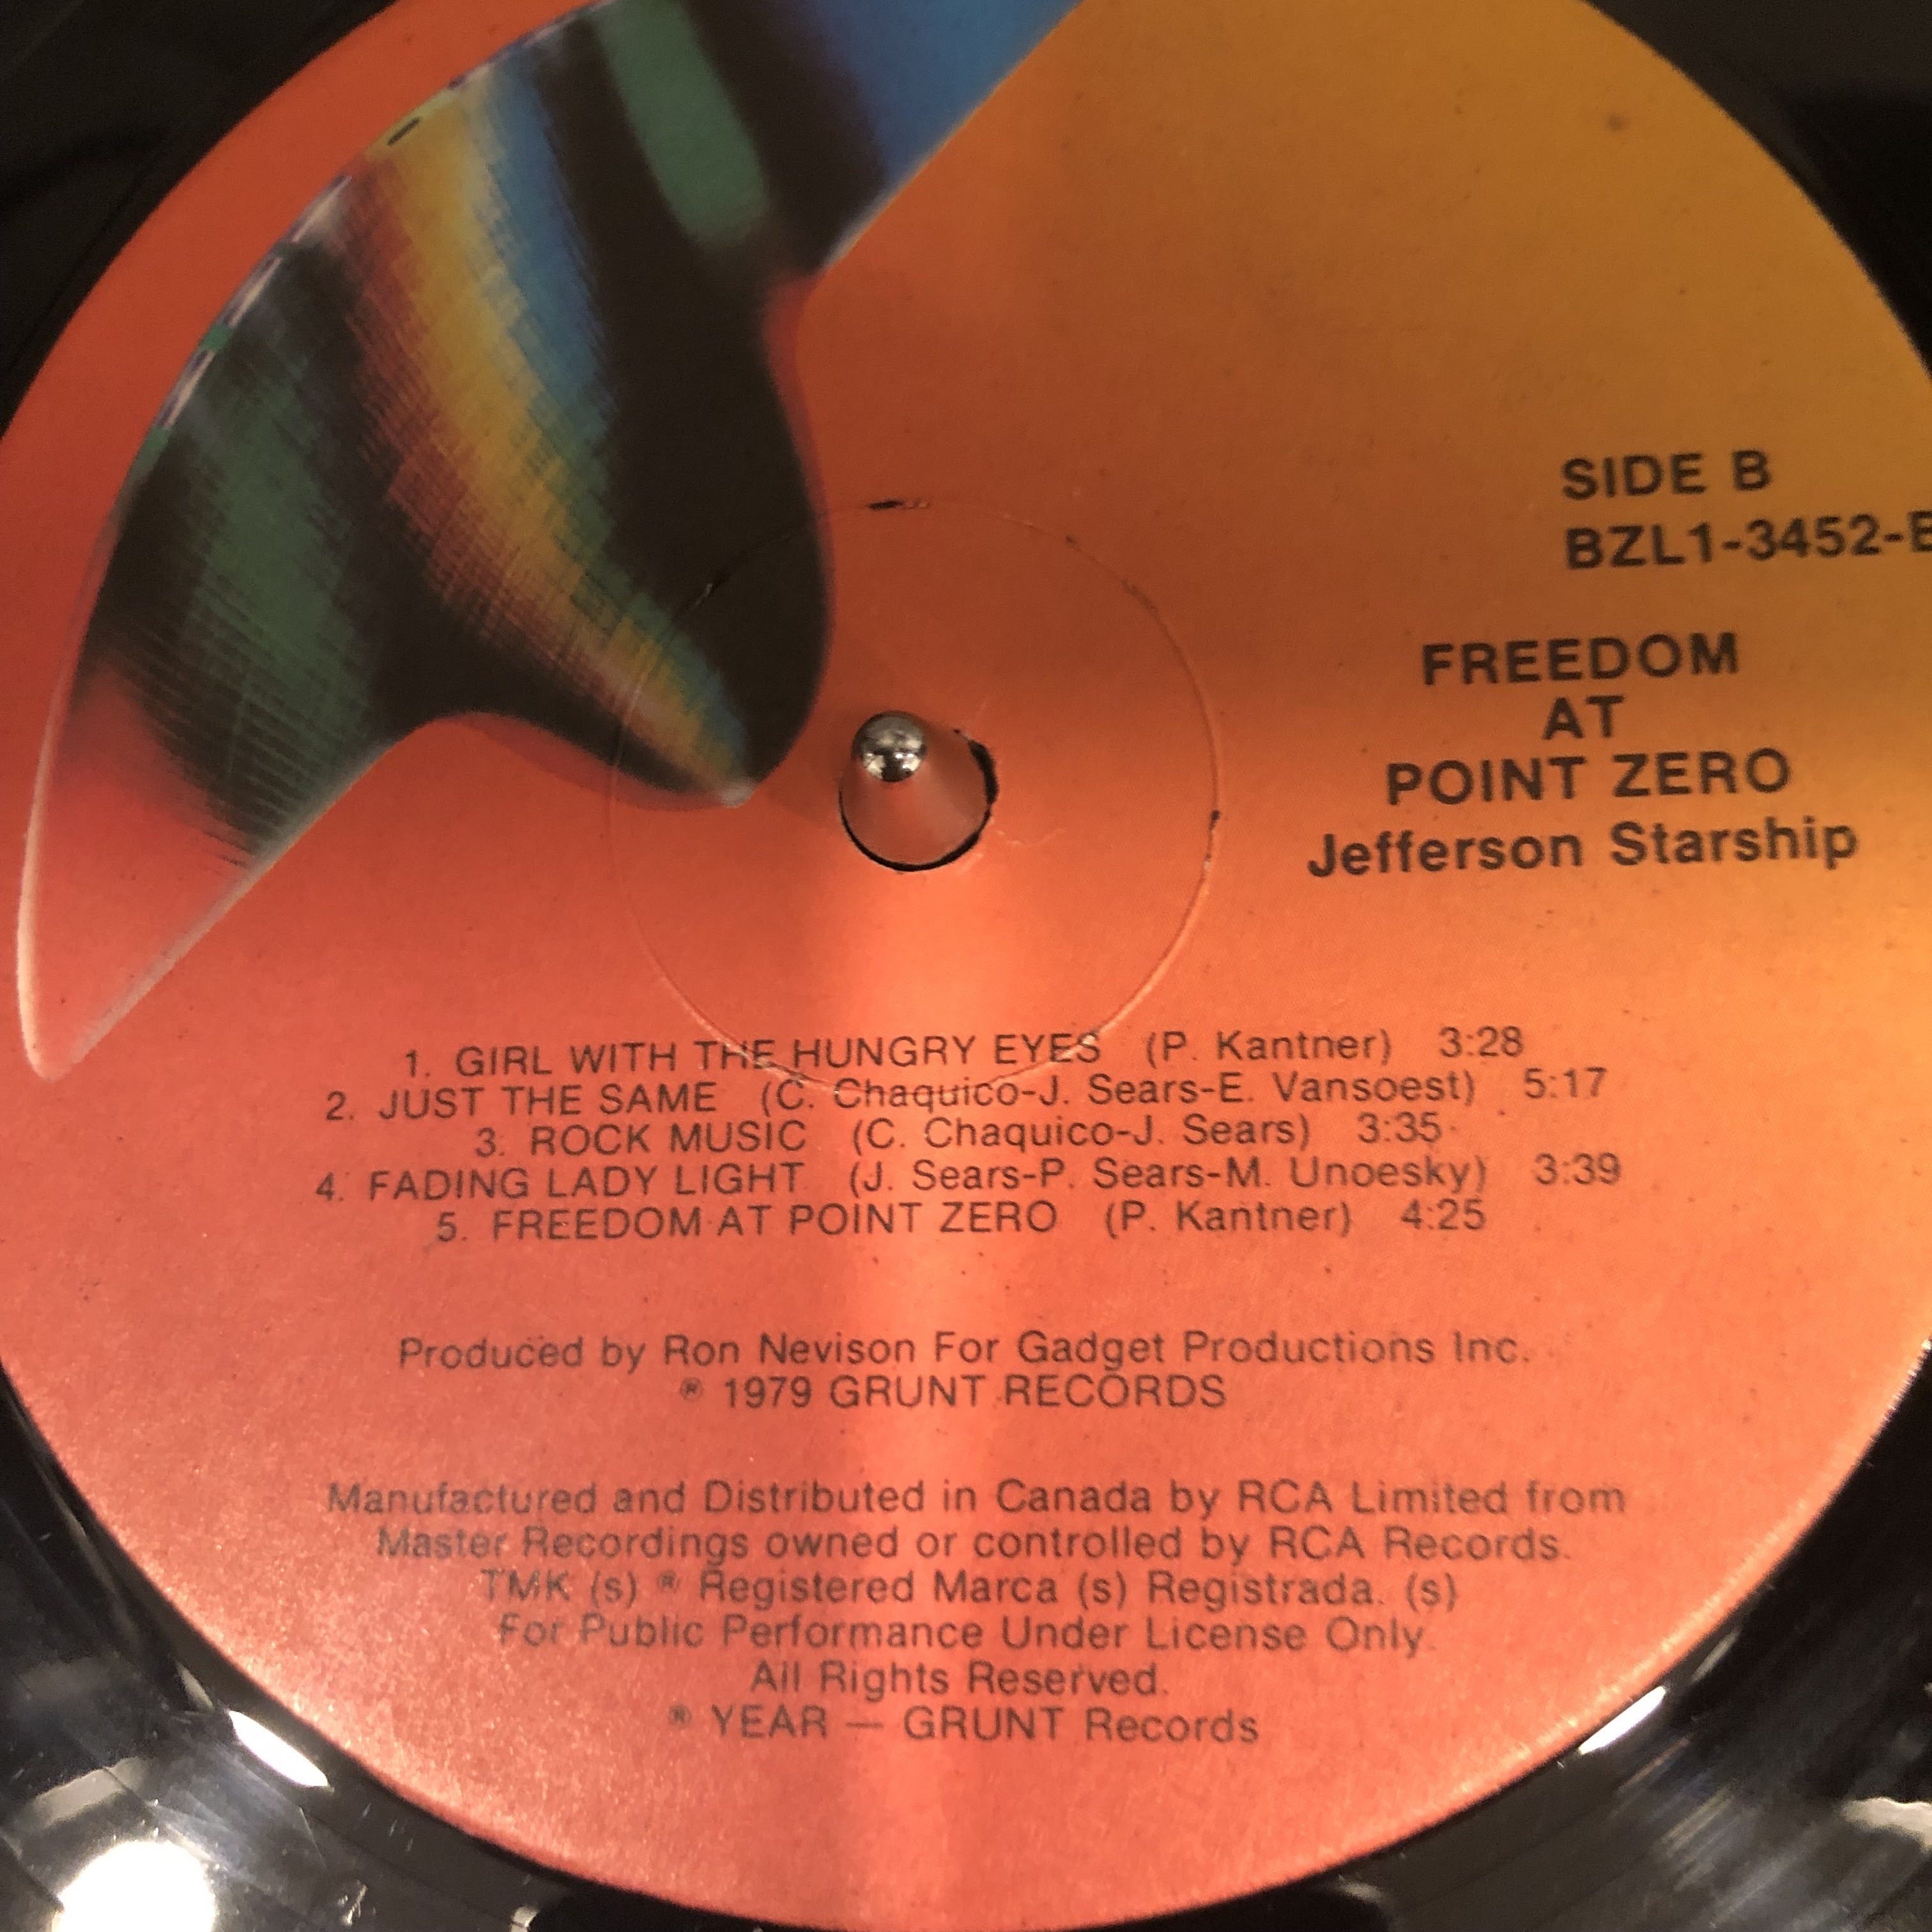 SIDE B
BZL1-3452-B
FREEDOM
AT
POINT ZERO
Jefferson Starship
1. GIRL WITH THE HUNGRY EYES (P. Kantner) 3:28
2. JUST THE SAME (C. Chaquico-J. Sears-E. Vansoest) 5:17
3. ROCK MUSIC (C. Chaquico-J. Sears) 3:35
4. FADING LADY LIGHT (J. Sears-P. Sears-M. Unoesky) 3:39
5. FREEDOM AT POINT ZERO (P. Kantner) 4:25
Produced by Ron Nevison For Gadget Productions Inc.
® 1979 GRUNT RECORDS
Manufactured and Distributed in Canada by RCA Limited from
Master Recordings owned or controlled by RCA Records.
TMK (s) ® Registered Marca (s) Registrada. (s)
For Public Performance Under License Only.
All Rights Reserved.
® YEAR — GRUNT Records